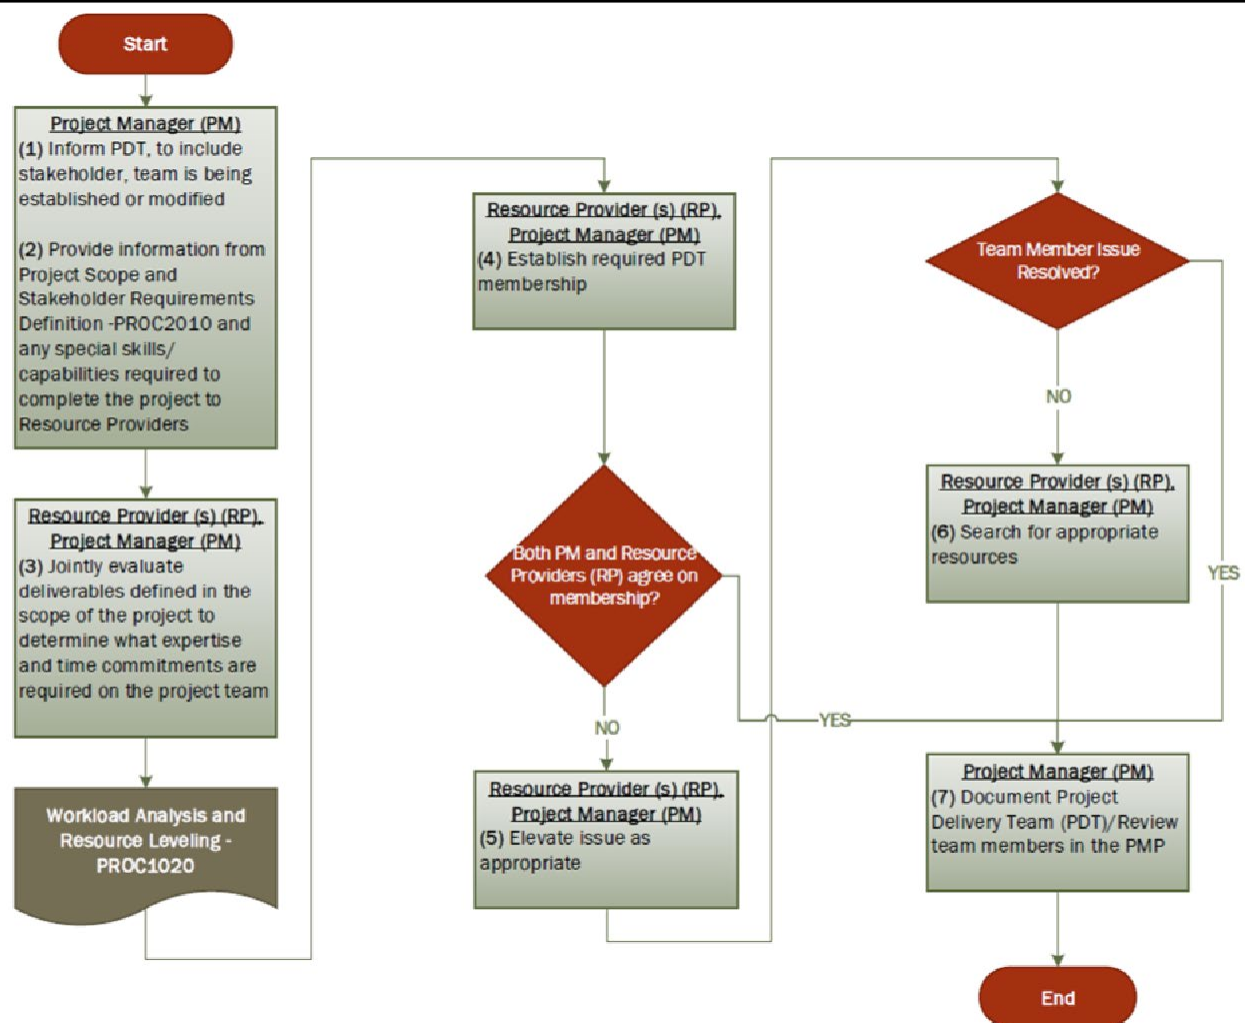 Start
Project Manager (PM)
(1) Inform PDT, to include
stakeholder, team is being
established or modified
(2) Provide information from
Project Scope and
Stakeholder Requirements
Definition -PROC2010 and
any special skills/
capabilities required to
complete the project to
Resource Providers
Resource Provider (s) (RP),
Project Manager (PM)
(3) Jointly evaluate
deliverables defined in the
scope of the project to
determine what expertise
and time commitments are
required on the project team
Workload Analysis and
Resource Leveling -
PROC1020
Resource Provider (s) (RP),
Project Manager (PM)
(4) Establish required PDT
membership
Both PM and Resource
Providers (RP) agree on
membership?
NO
YES
Resource Provider (s) (RP),
Project Manager (PM)
(5) Elevate issue as
appropriate
Team Member Issue
Resolved?
NO
YES
Resource Provider (s) (RP),
Project Manager (PM)
(6) Search for appropriate
resources
Project Manager (PM)
(7) Document Project
Delivery Team (PDT)/Review
team members in the PMP
End